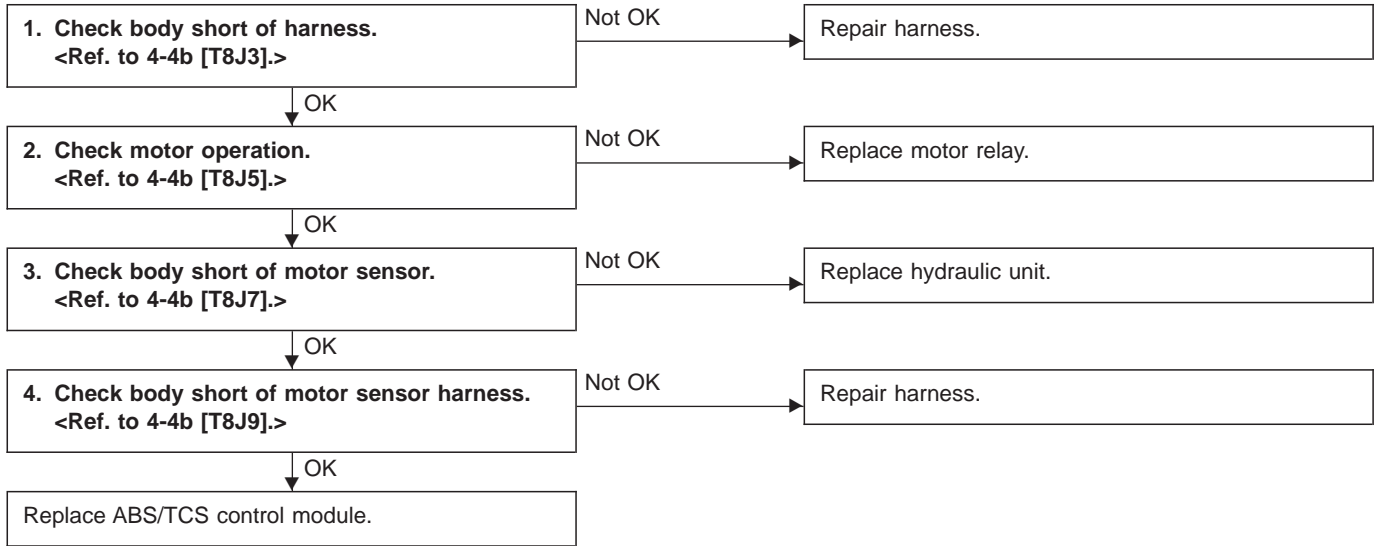 1. Check body short of harness.
<Ref. to 4-4b [T8J3].>
Not OK
Repair harness.
OK
2. Check motor operation.
<Ref. to 4-4b [T8J5].>
Not OK
Replace motor relay.
OK
3. Check body short of motor sensor.
<Ref. to 4-4b [T8J7].>
Not OK
Replace hydraulic unit.
OK
4. Check body short of motor sensor harness.
<Ref. to 4-4b [T8J9].>
Not OK
Repair harness.
OK
Replace ABS/TCS control module.